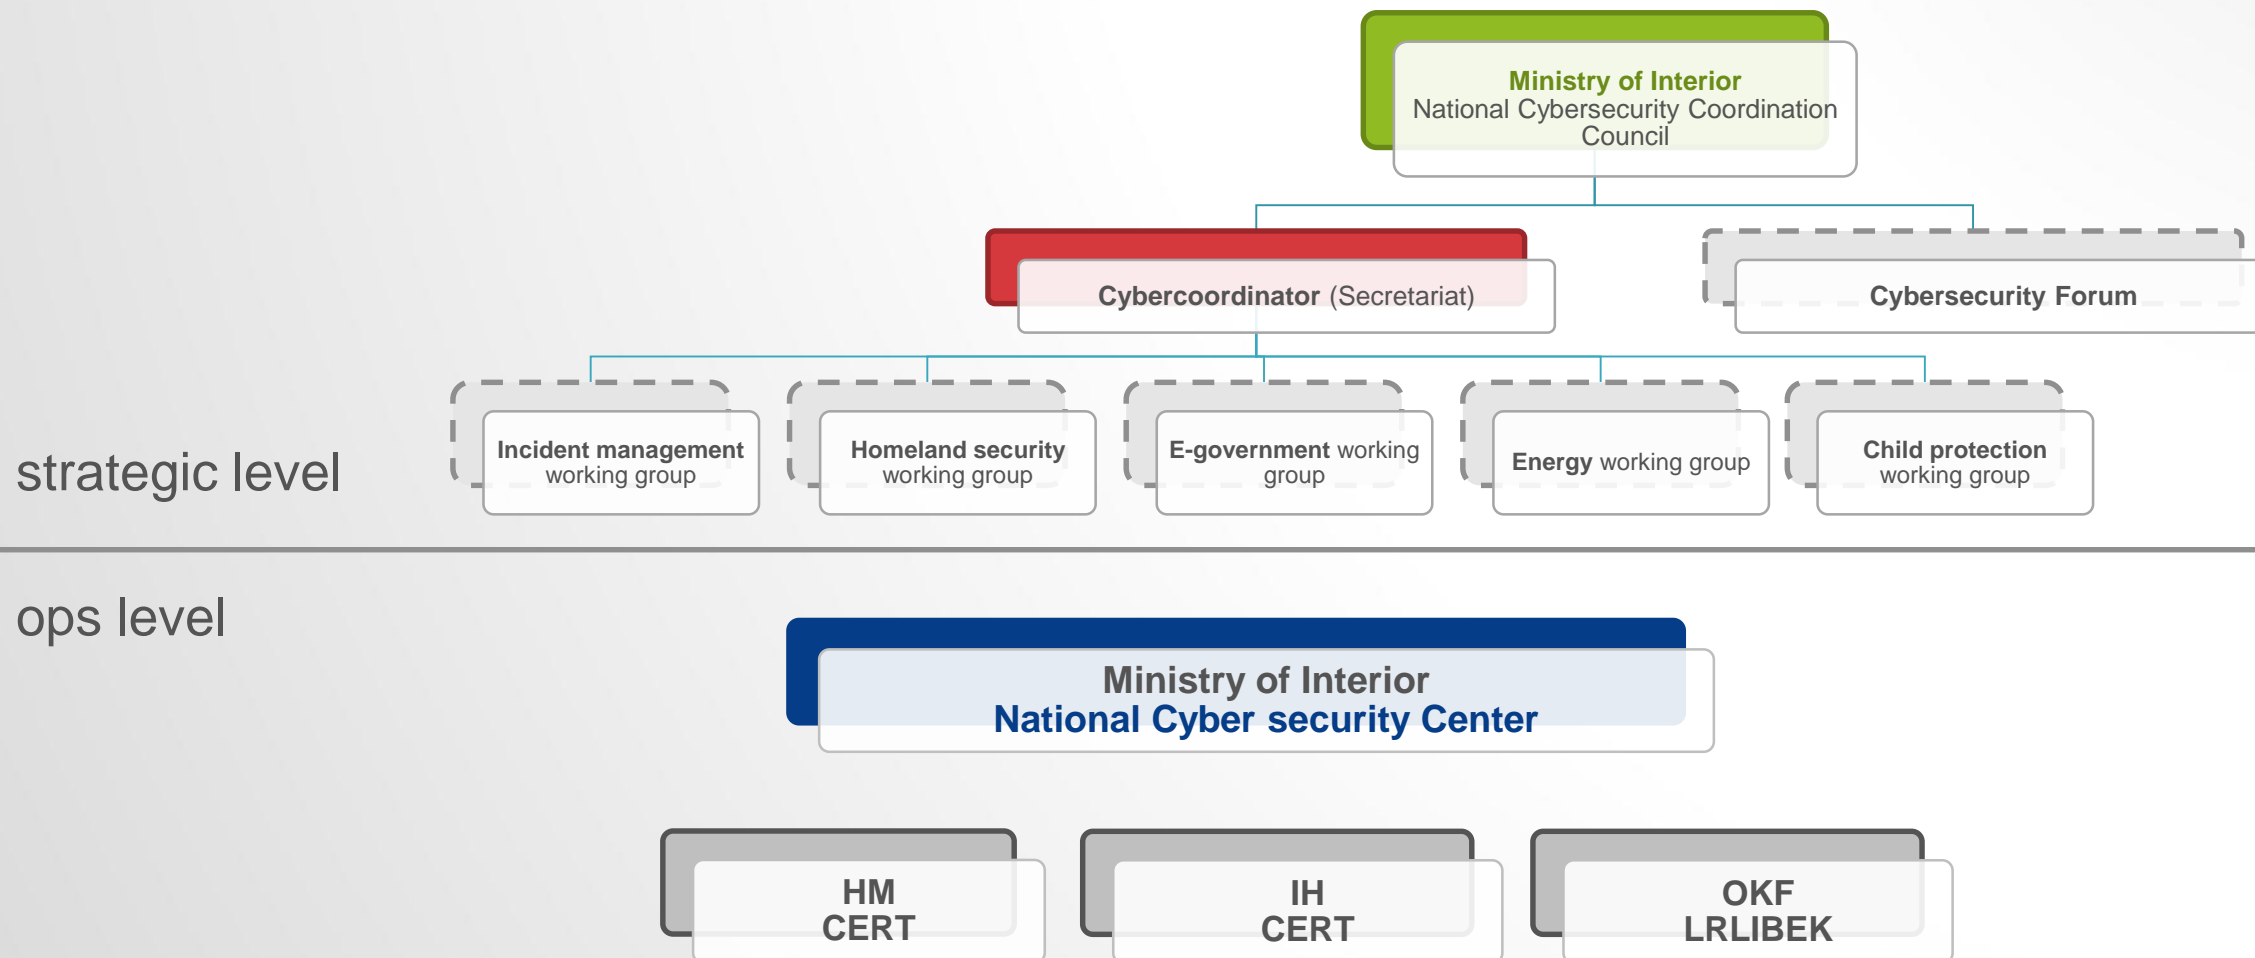 Ministry of Interior
National Cybersecurity Coordination
Council
Cybercoordinator (Secretariat)
Cybersecurity Forum
Incident management
working group
Homeland security
working group
E-government working
group
Energy working group
Child protection
working group
strategic level
ops level
Ministry of Interior
National Cyber security Center
HM
CERT
IH
CERT
OKF
LRLIBEK